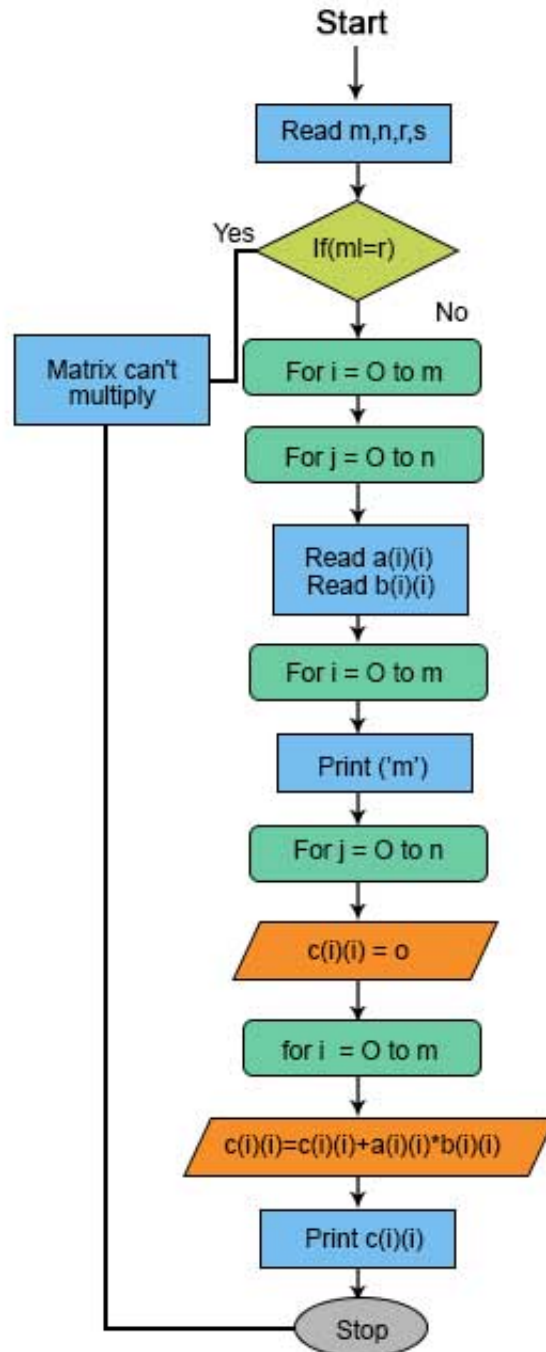 Start
Read m,n,r,s
Yes
If(ml=r)
No
Matrix can't
multiply
For i = O to m
For j = O to n
Read a(i)(i)
Read b(i)(i)
For i = O to m
Print (‘m’)
For j = O to n
c(i)(i) = o
for i  = O to m
c(i)(i)=c(i)(i)+a(i)(i)*b(i)(i)
Print c(i)(i)
Stop